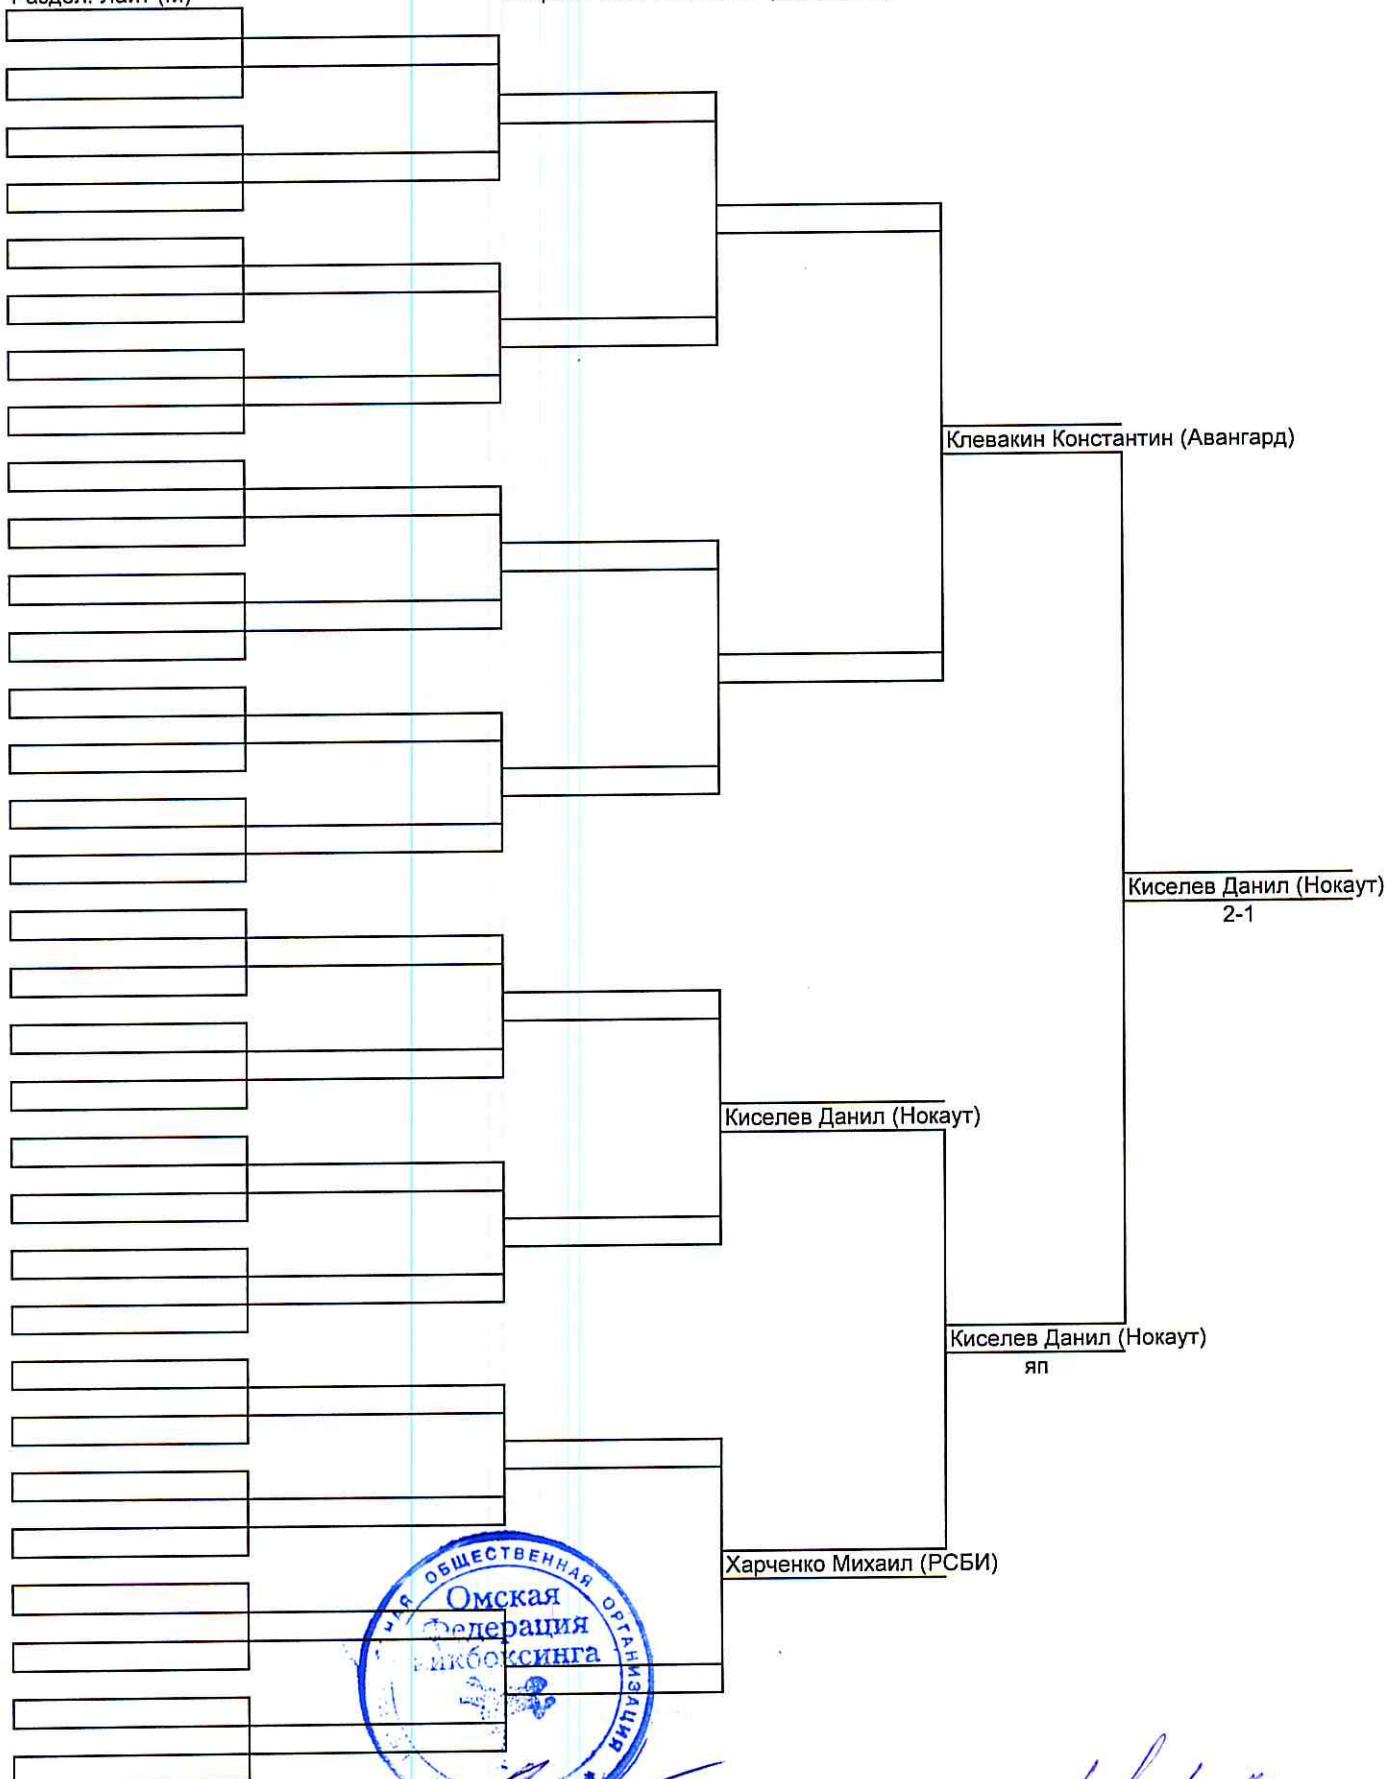 Клевакин Константин (Авангард)
Киселев Данил (Нокаут)
2-1
Киселев Данил (Нокаут)
Киселев Данил (Нокаут)
яп
Харченко Михаил (РСБИ)
ОБЩЕСТВЕННАЯ ОРГАНИЗАЦИЯ
Омская
Федерация
кикбоксинга